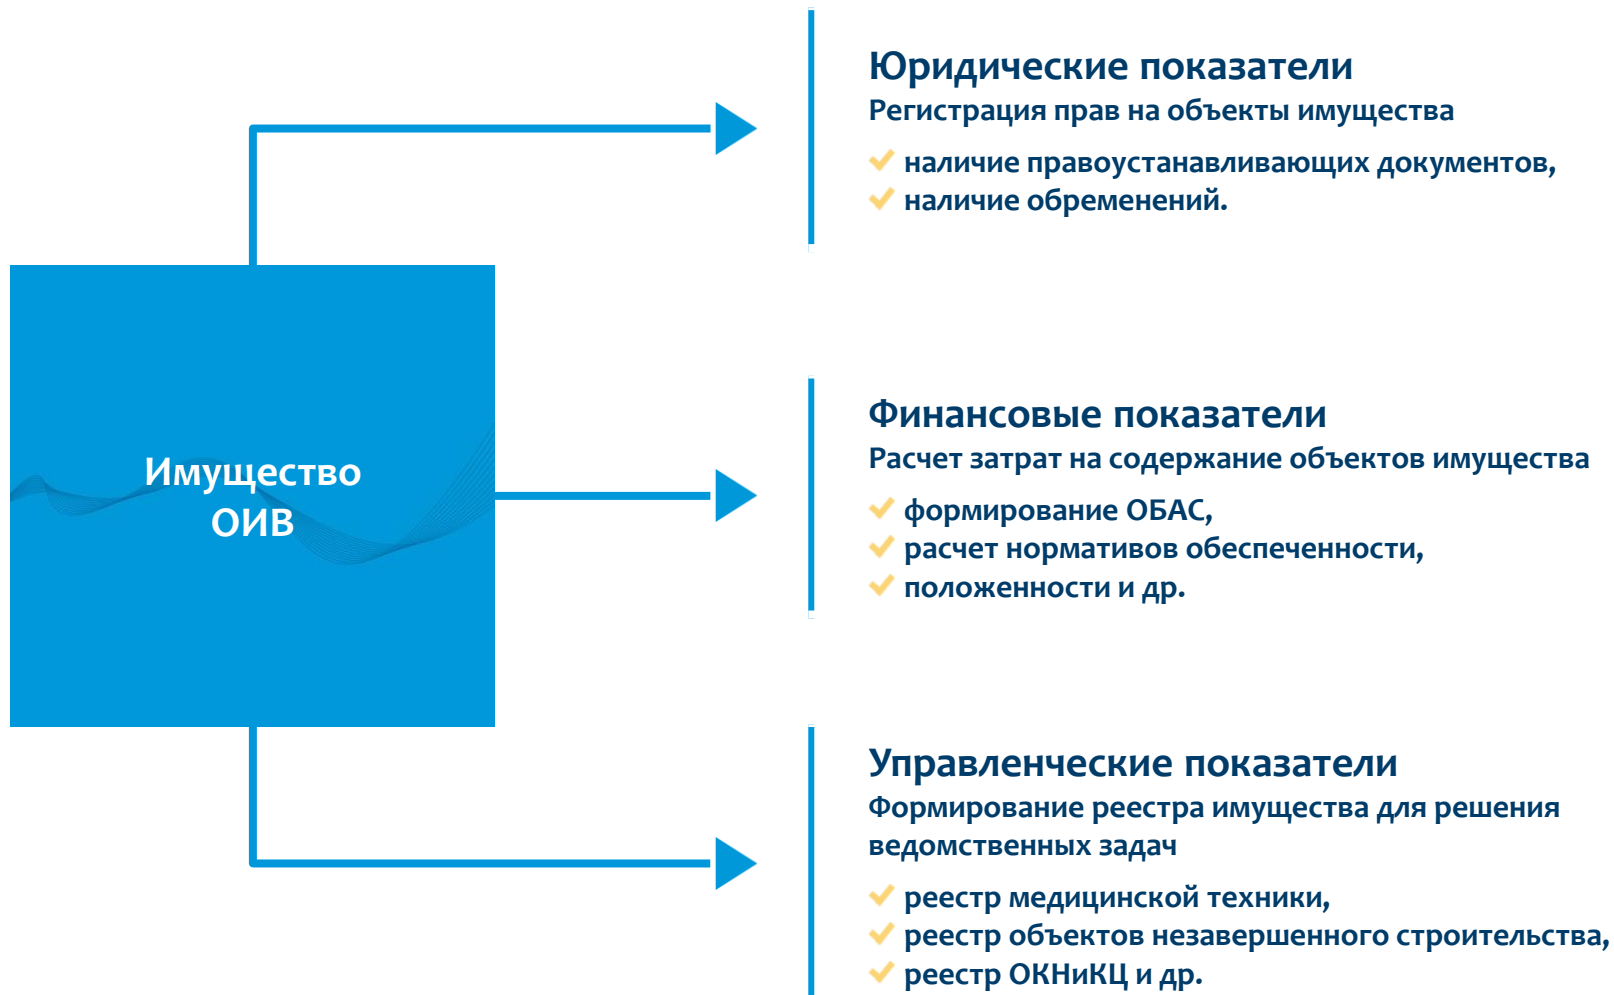 Имущество
ОИВ
Юридические показатели
Регистрация прав на объекты имущества
наличие правоустанавливающих документов,
наличие обременений.
Финансовые показатели
Расчет затрат на содержание объектов имущества
формирование ОБАС,
расчет нормативов обеспеченности,
положенности и др.
Управленческие показатели
Формирование реестра имущества для решения
ведомственных задач
реестр медицинской техники,
реестр объектов незавершенного строительства,
реестр ОКНиКЦ и др.